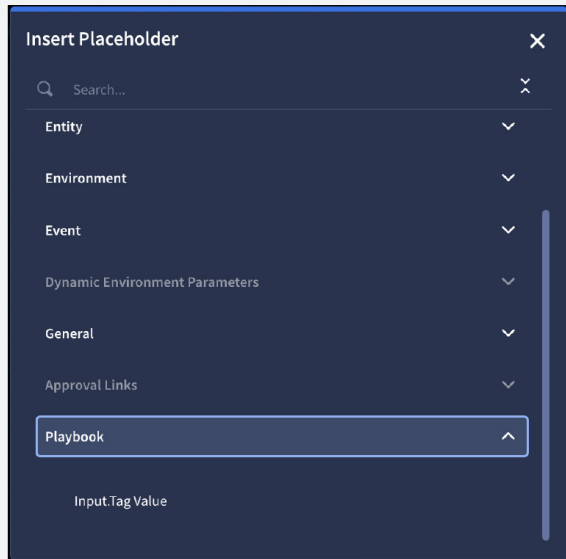 Insert Placeholder
Search...
Entity
Environment
Event
Dynamic Environment Parameters
General
Approval Links
Playbook
Input.Tag Value